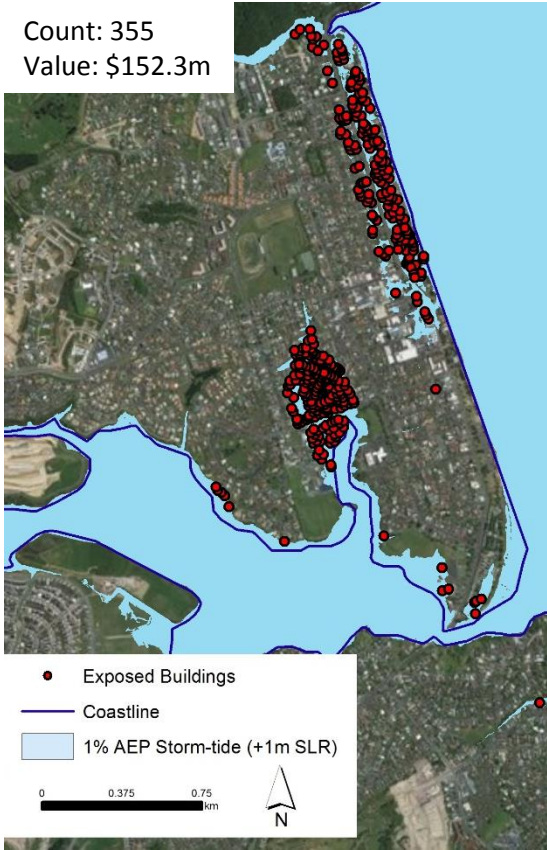 Count: 355
Value: $152.3m
Exposed Buildings
Coastline
1% AEP Storm-tide (+1m SLR)
0 0.375 0.75
km
N